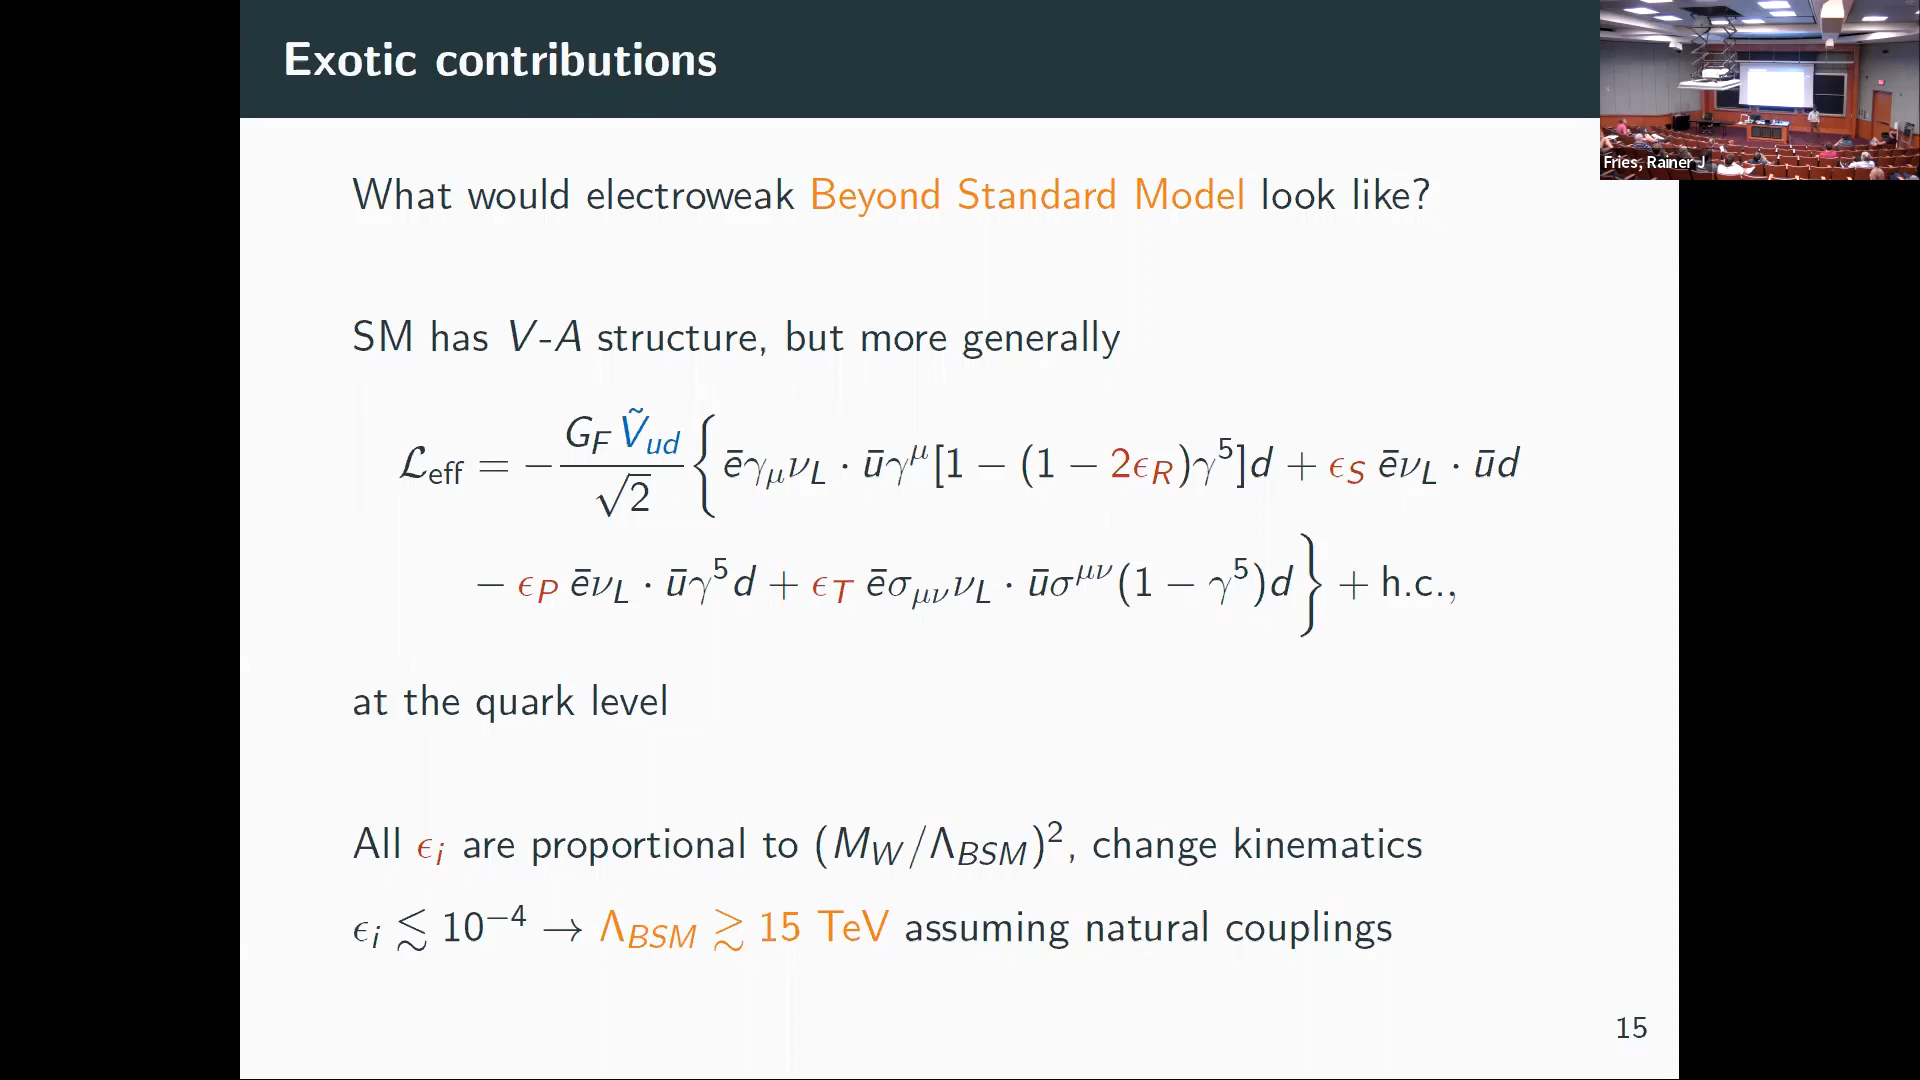 Exotic contributions
Fries, Rainer J
What would electroweak Beyond Standard Model look like?
SM has V-A structure, but more generally
ℒ_eff = −(G_F Ṽ_ud / √2) { ēγ_μν_L · ūγ^μ[1 − (1 − 2ϵ_R)γ^5]d + ϵ_S ēν_L · ūd
− ϵ_P ēν_L · ūγ^5d + ϵ_T ēσ_μνν_L · ūσ^μν(1 − γ^5)d } + h.c.,
at the quark level
All ϵ_i are proportional to (M_W/Λ_BSM)^2, change kinematics
ϵ_i ≲ 10^−4 → Λ_BSM ≳ 15 TeV assuming natural couplings
15